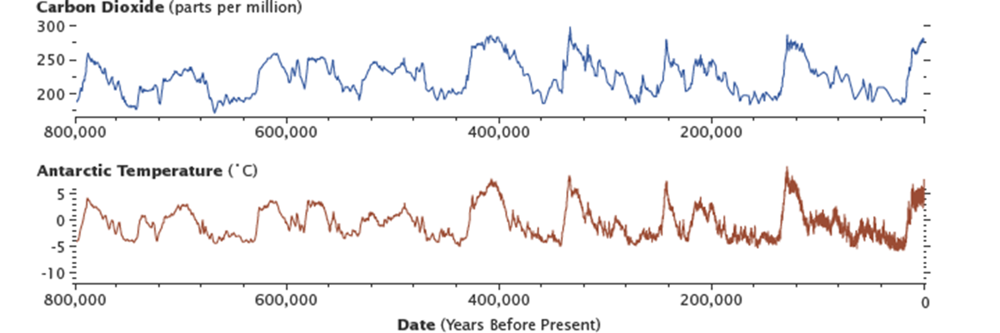 Carbon Dioxide (parts per million)
300
250
200
800,000 600,000 400,000 200,000
Antarctic Temperature (˚C)
5
0
-5
-10
800,000 600,000 400,000 200,000 0
Date (Years Before Present)